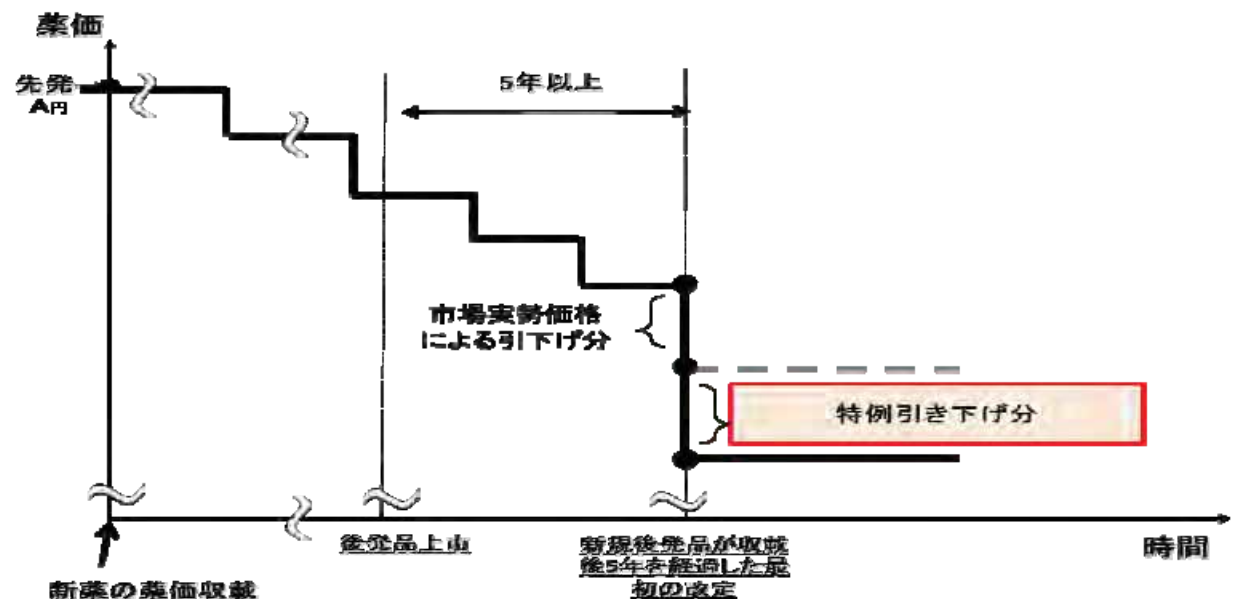 薬価
先発
A円
5年以上
市場実勢価格
による引下げ分
特例引き下げ分
後発品上市
新規後発品が収載
後5年を経過した最
初の改定
時間
新薬の薬価収載